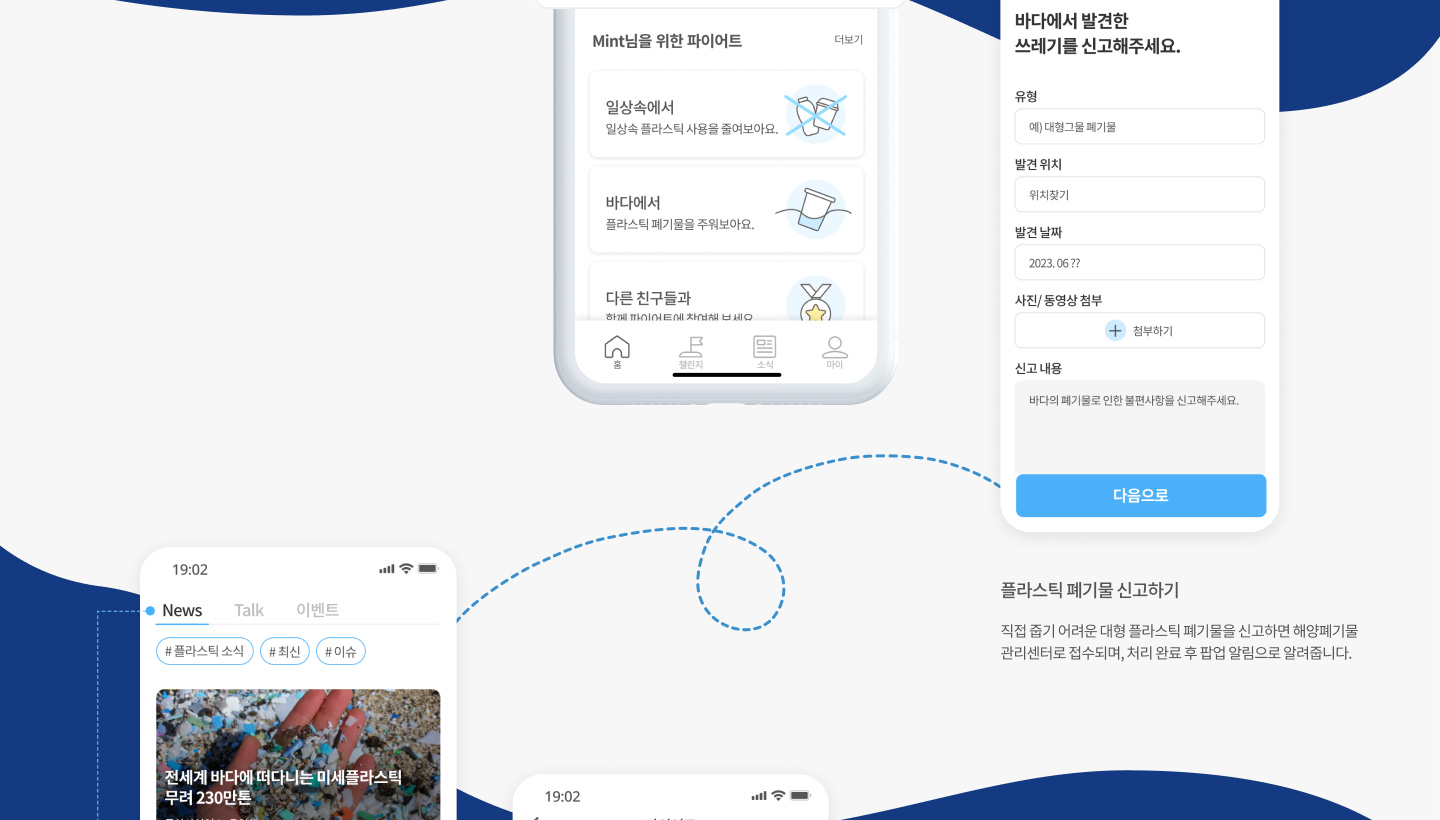 Mint님을 위한 파이어트
더보기
일상속에서
일상속 플라스틱 사용을 줄여보아요.
바다에서
플라스틱 폐기물을 주워보아요.
다른 친구들과
함께 파이어트에 참여해 보세요
홈
챌린지
소식
마이
바다에서 발견한
쓰레기를 신고해주세요.
유형
예) 대형그물 폐기물
발견 위치
위치찾기
발견 날짜
2023. 06 ??
사진/ 동영상 첨부
첨부하기
신고 내용
바다의 폐기물로 인한 불편사항을 신고해주세요.
다음으로
플라스틱 폐기물 신고하기
직접 줍기 어려운 대형 플라스틱 폐기물을 신고하면 해양폐기물
관리센터로 접수되며, 처리 완료 후 팝업 알림으로 알려줍니다.
19:02
News
Talk
이벤트
# 플라스틱 소식
# 최신
# 이슈
전세계 바다에 떠다니는 미세플라스틱
무려 230만톤
19:02